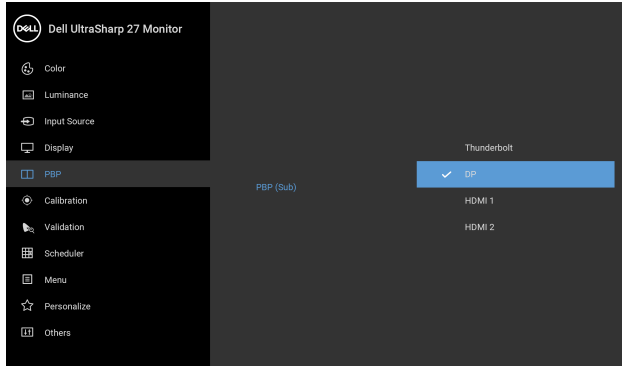 DELL Dell UltraSharp 27 Monitor
Color
Luminance
Input Source
Display
PBP
Calibration
Validation
Scheduler
Menu
Personalize
Others
PBP (Sub)
Thunderbolt
DP
HDMI 1
HDMI 2